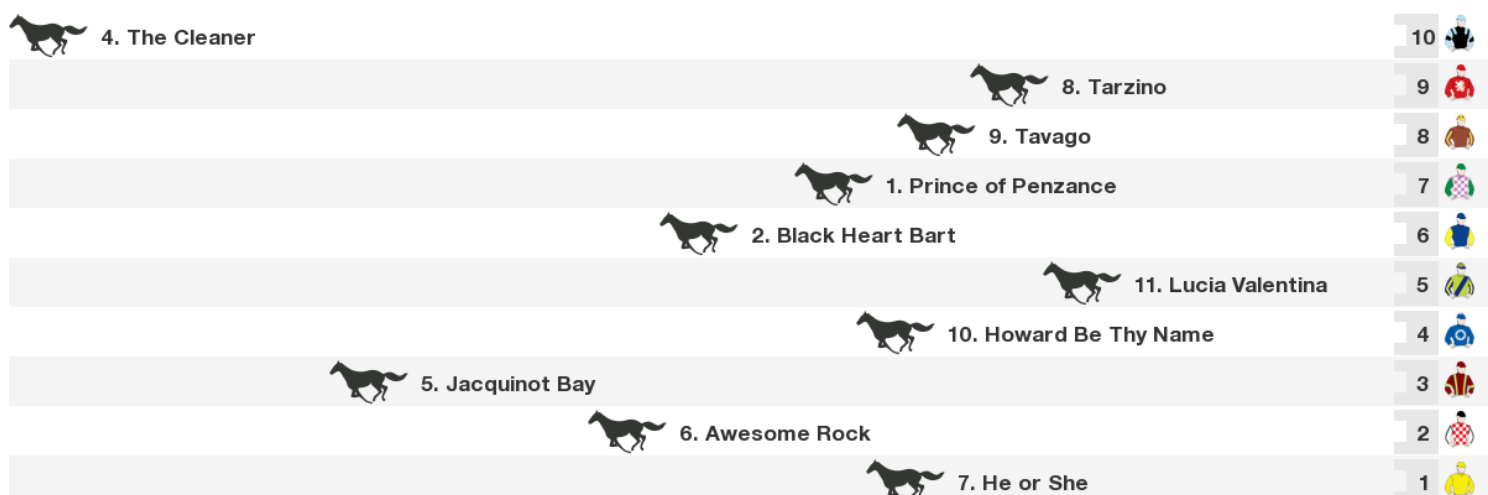 4. The Cleaner 10
8. Tarzino 9
9. Tavago 8
1. Prince of Penzance 7
2. Black Heart Bart 6
11. Lucia Valentina 5
10. Howard Be Thy Name 4
5. Jacquinot Bay 3
6. Awesome Rock 2
7. He or She 1